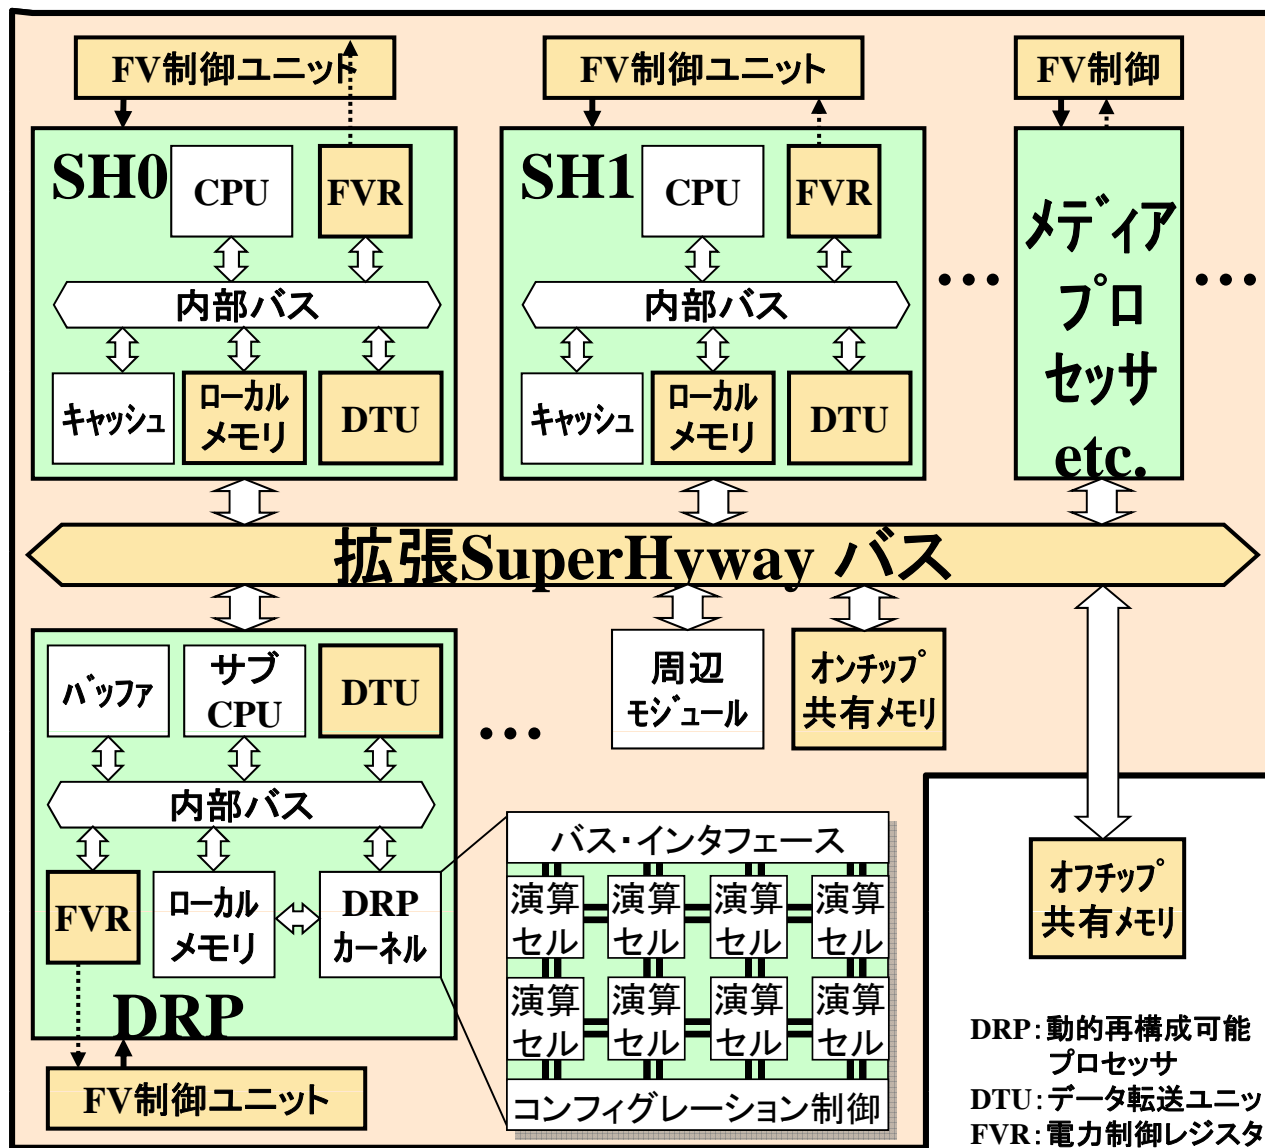 FV制御ユニット
FV制御ユニット
FV制御
SH0
CPU
FVR
内部バス
キャッシュ
ローカル
メモリ
DTU
SH1
CPU
FVR
内部バス
キャッシュ
ローカル
メモリ
DTU
…
メディア
プロ
セッサ
etc.
…
拡張SuperHyway バス
バッファ
サブ
CPU
DTU
内部バス
FVR
ローカル
メモリ
DRP
カーネル
DRP
FV制御ユニット
…
周辺
モジュール
オンチップ
共有メモリ
バス・インタフェース
演算
セル
演算
セル
演算
セル
演算
セル
演算
セル
演算
セル
演算
セル
演算
セル
コンフィグレーション制御
オフチップ
共有メモリ
DRP：動的再構成可能
プロセッサ
DTU：データ転送ユニッ
FVR：電力制御レジスタ